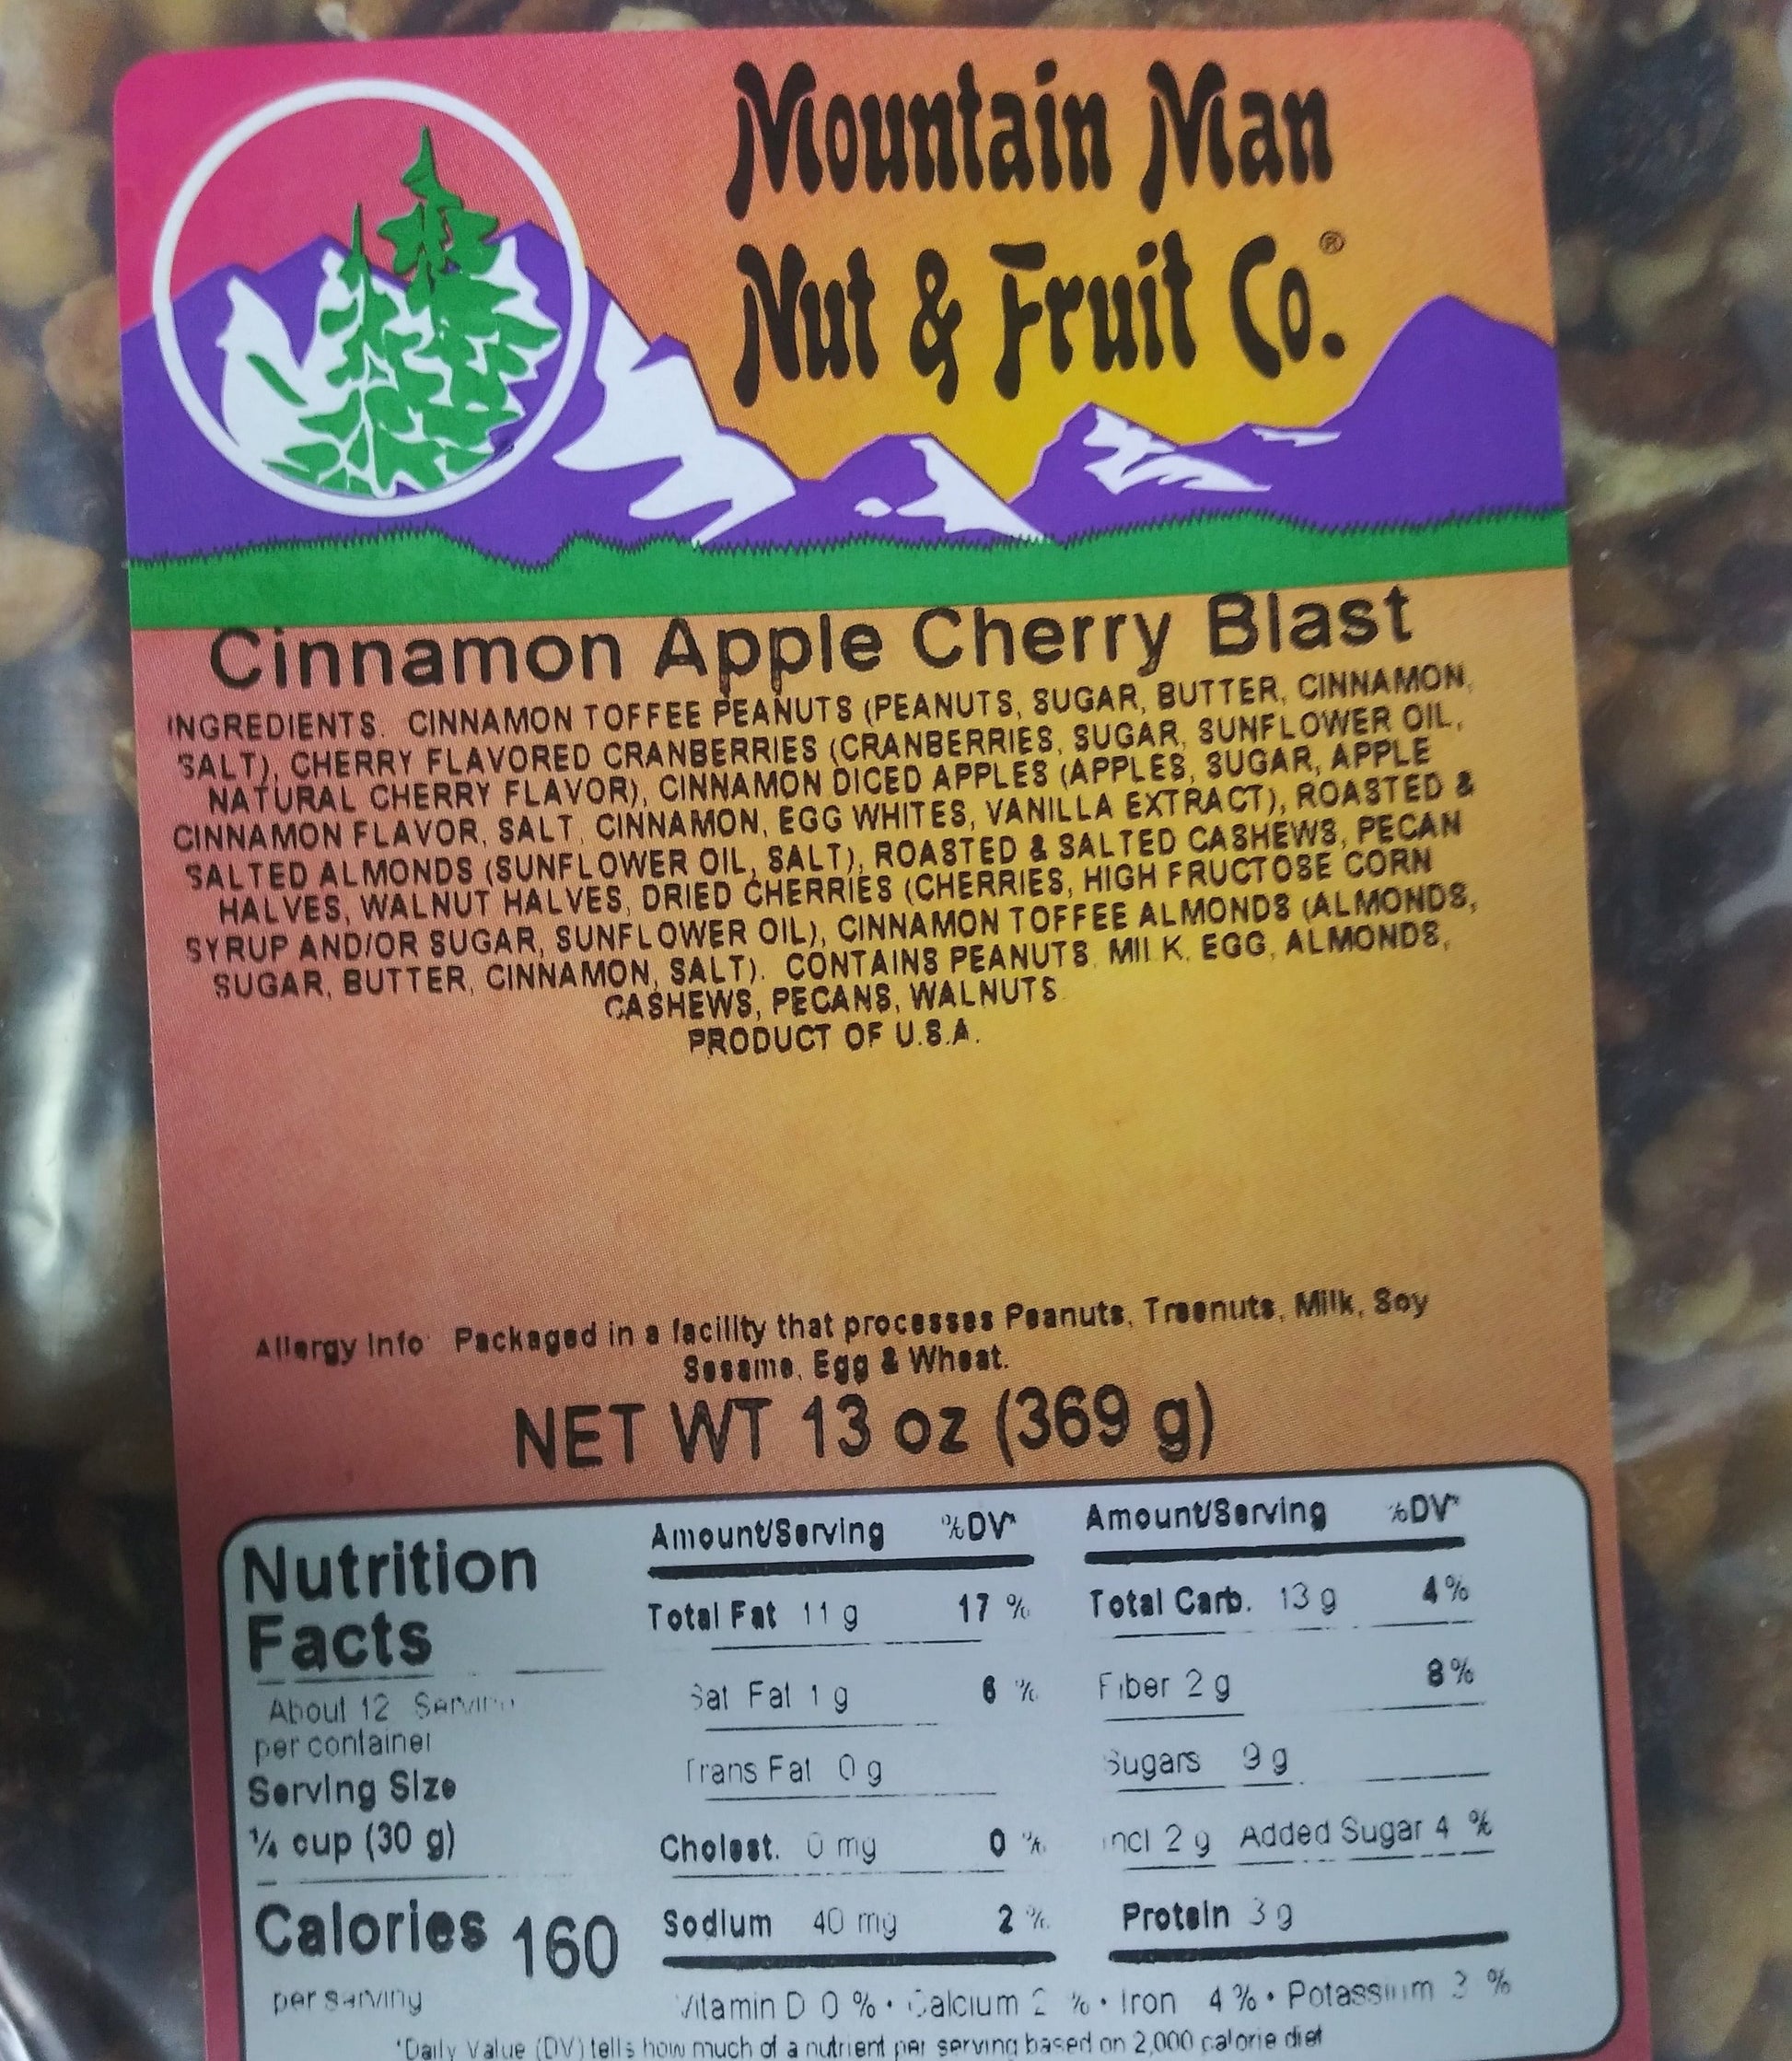 Mountain Man
Nut & Fruit Co.®
Cinnamon Apple Cherry Blast
INGREDIENTS. CINNAMON TOFFEE PEANUTS (PEANUTS, SUGAR, BUTTER, CINNAMON,
SALT), CHERRY FLAVORED CRANBERRIES (CRANBERRIES, SUGAR, SUNFLOWER OIL,
NATURAL CHERRY FLAVOR), CINNAMON DICED APPLES (APPLES, SUGAR, APPLE
CINNAMON FLAVOR, SALT, CINNAMON, EGG WHITES, VANILLA EXTRACT), ROASTED &
SALTED ALMONDS (SUNFLOWER OIL, SALT), ROASTED & SALTED CASHEWS, PECAN
HALVES, WALNUT HALVES, DRIED CHERRIES (CHERRIES, HIGH FRUCTOSE CORN
SYRUP AND/OR SUGAR, SUNFLOWER OIL), CINNAMON TOFFEE ALMONDS (ALMONDS,
SUGAR, BUTTER, CINNAMON, SALT). CONTAINS PEANUTS, MILK, EGG, ALMONDS,
CASHEWS, PECANS, WALNUTS
PRODUCT OF U.S.A.
Allergy Info: Packaged in a facility that processes Peanuts, Treenuts, Milk, Soy
Sesame, Egg & Wheat.
NET WT 13 oz (369 g)
Nutrition
Facts
About 12 Serving
per container
Serving Size
¼ cup (30 g)
Calories 160
per serving
Amount/Serving %DV*
Total Fat 11 g 17 %
Sat Fat 1 g 6 %
Trans Fat 0 g
Cholest. 0 mg 0 %
Sodium 40 mg 2 %
Amount/Serving %DV*
Total Carb. 13 g 4 %
Fiber 2 g 8 %
Sugars 9 g
incl 2 g Added Sugar 4 %
Protein 3 g
Vitamin D 0 % • Calcium 2 % • Iron 4 % • Potassium 3 %
*Daily Value (DV) tells how much of a nutrient per serving based on 2,000 calorie diet